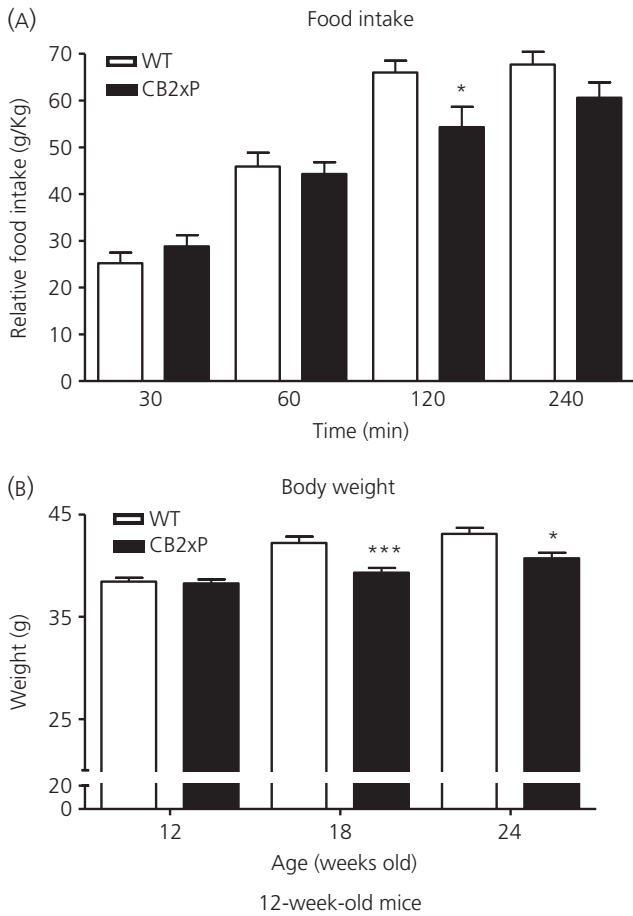 (A)
Food intake
WT
CB2xP
*
70
60
50
40
30
20
10
0
Relative food intake (g/Kg)
30 60 120 240
Time (min)
(B)
Body weight
WT
CB2xP
***
*
45
35
25
20
0
Weight (g)
12 18 24
Age (weeks old)
12-week-old mice